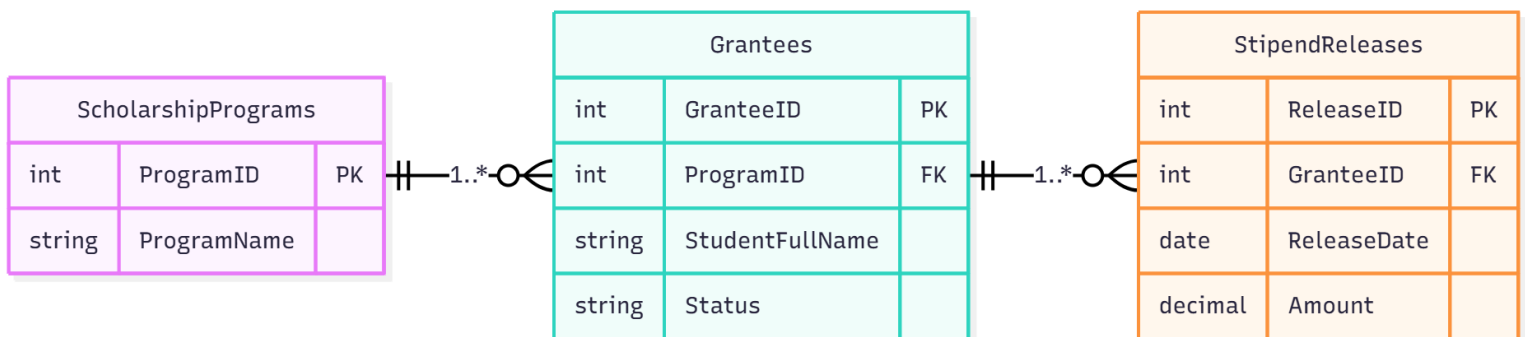 ScholarshipPrograms
int ProgramID PK
string ProgramName
1..*
Grantees
int GranteeID PK
int ProgramID FK
string StudentFullName
string Status
1..*
StipendReleases
int ReleaseID PK
int GranteeID FK
date ReleaseDate
decimal Amount